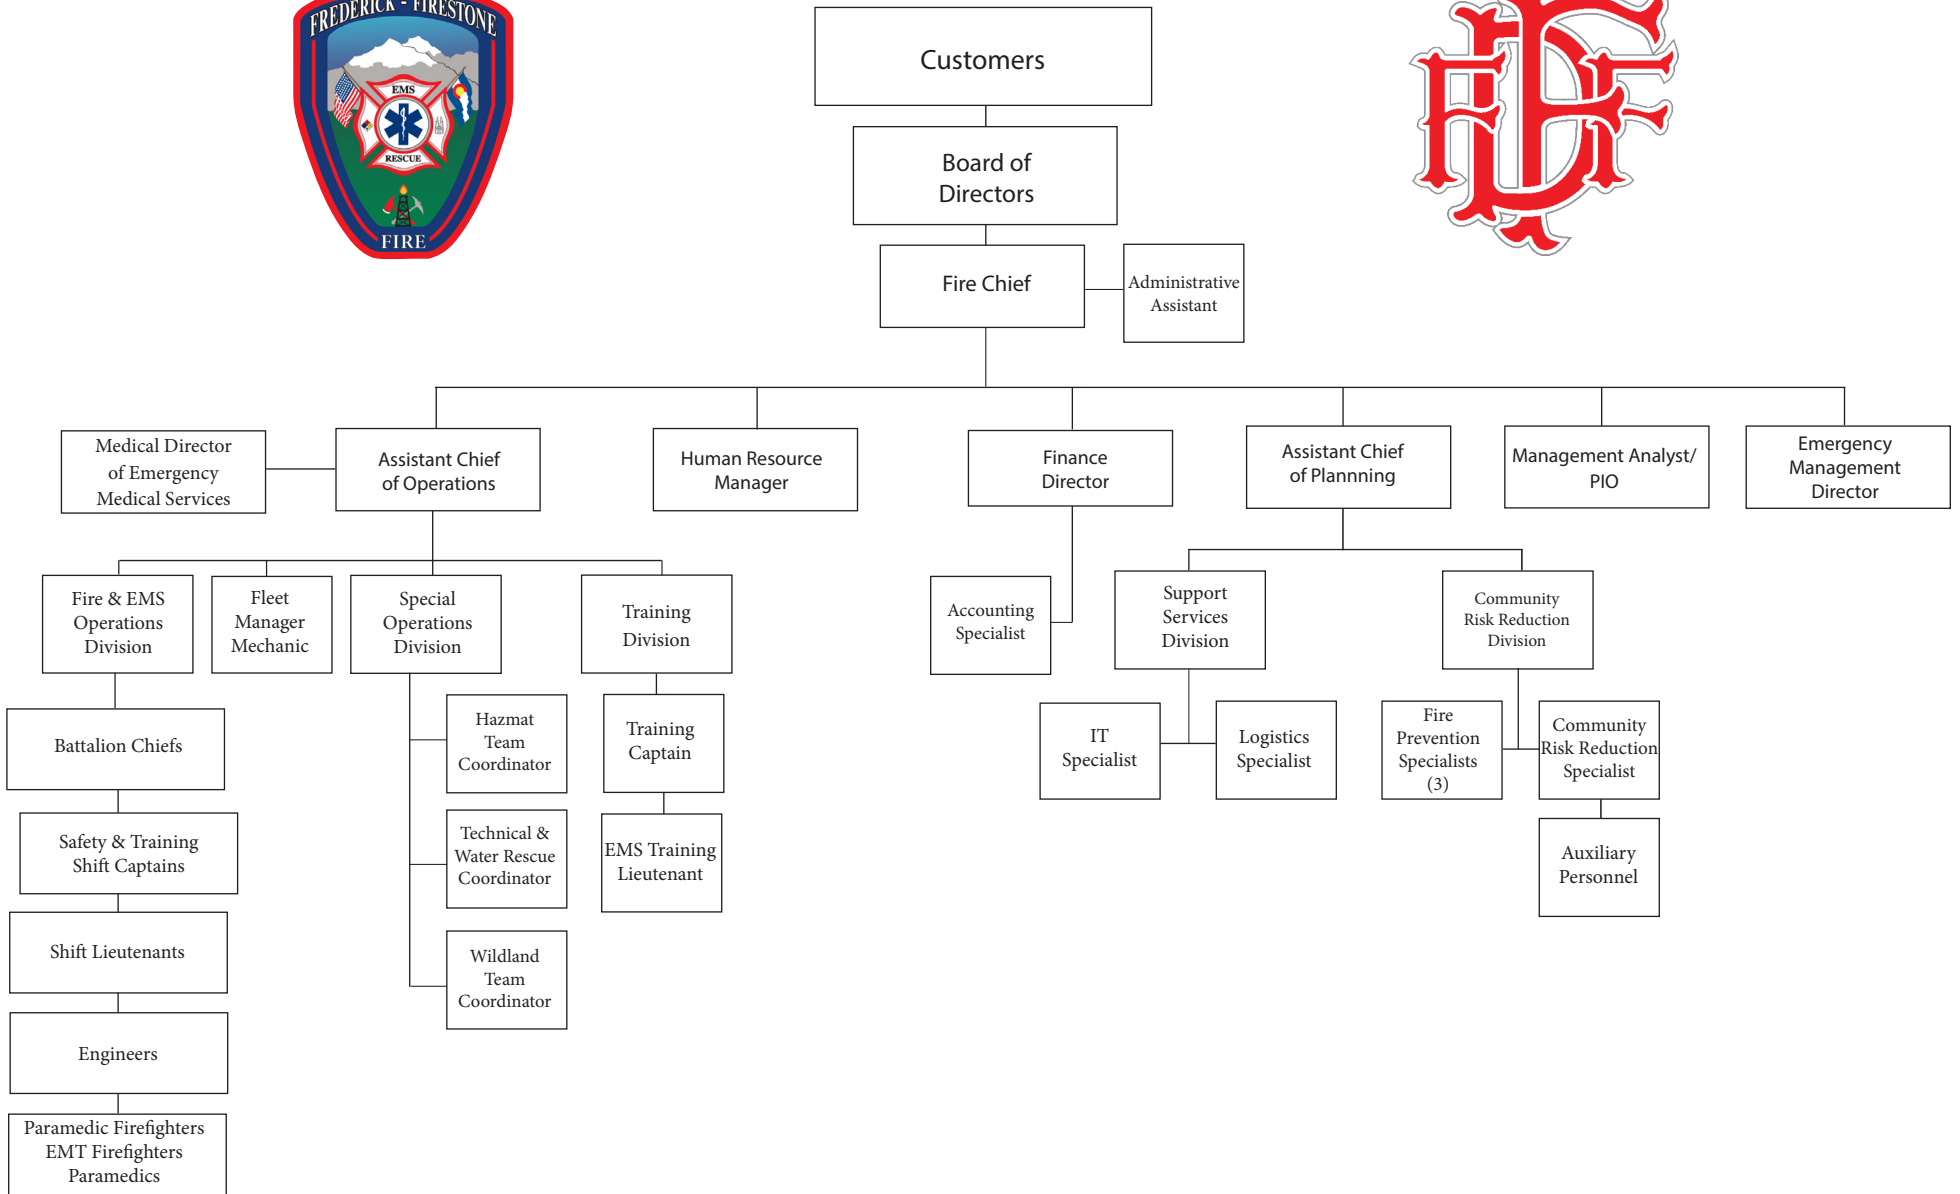 FREDERICK - FIRESTONE
EMS
RESCUE
FIRE
FFFD
Customers
Board of
Directors
Fire Chief
Administrative
Assistant
Medical Director
of Emergency
Medical Services
Assistant Chief
of Operations
Human Resource
Manager
Finance
Director
Assistant Chief
of Plannning
Management Analyst/
PIO
Emergency
Management
Director
Fire & EMS
Operations
Division
Fleet
Manager
Mechanic
Special
Operations
Division
Training
Division
Accounting
Specialist
Support
Services
Division
Community
Risk Reduction
Division
Battalion Chiefs
Hazmat
Team
Coordinator
Training
Captain
IT
Specialist
Logistics
Specialist
Fire
Prevention
Specialists
(3)
Community
Risk Reduction
Specialist
Safety & Training
Shift Captains
Technical &
Water Rescue
Coordinator
EMS Training
Lieutenant
Auxiliary
Personnel
Shift Lieutenants
Wildland
Team
Coordinator
Engineers
Paramedic Firefighters
EMT Firefighters
Paramedics